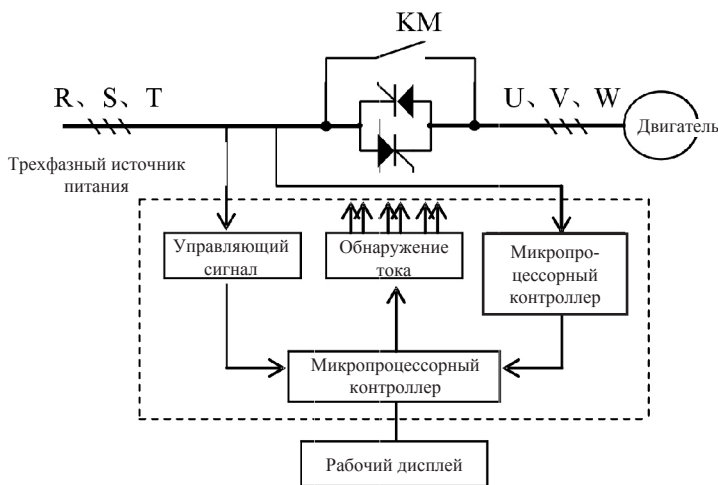 KM
R、S、T
U、V、W
Двигатель
Трехфазный источник
питания
Управляющий
сигнал
Обнаружение
тока
Микропро-
цессорный
контроллер
Микропроцессорный
контроллер
Рабочий дисплей